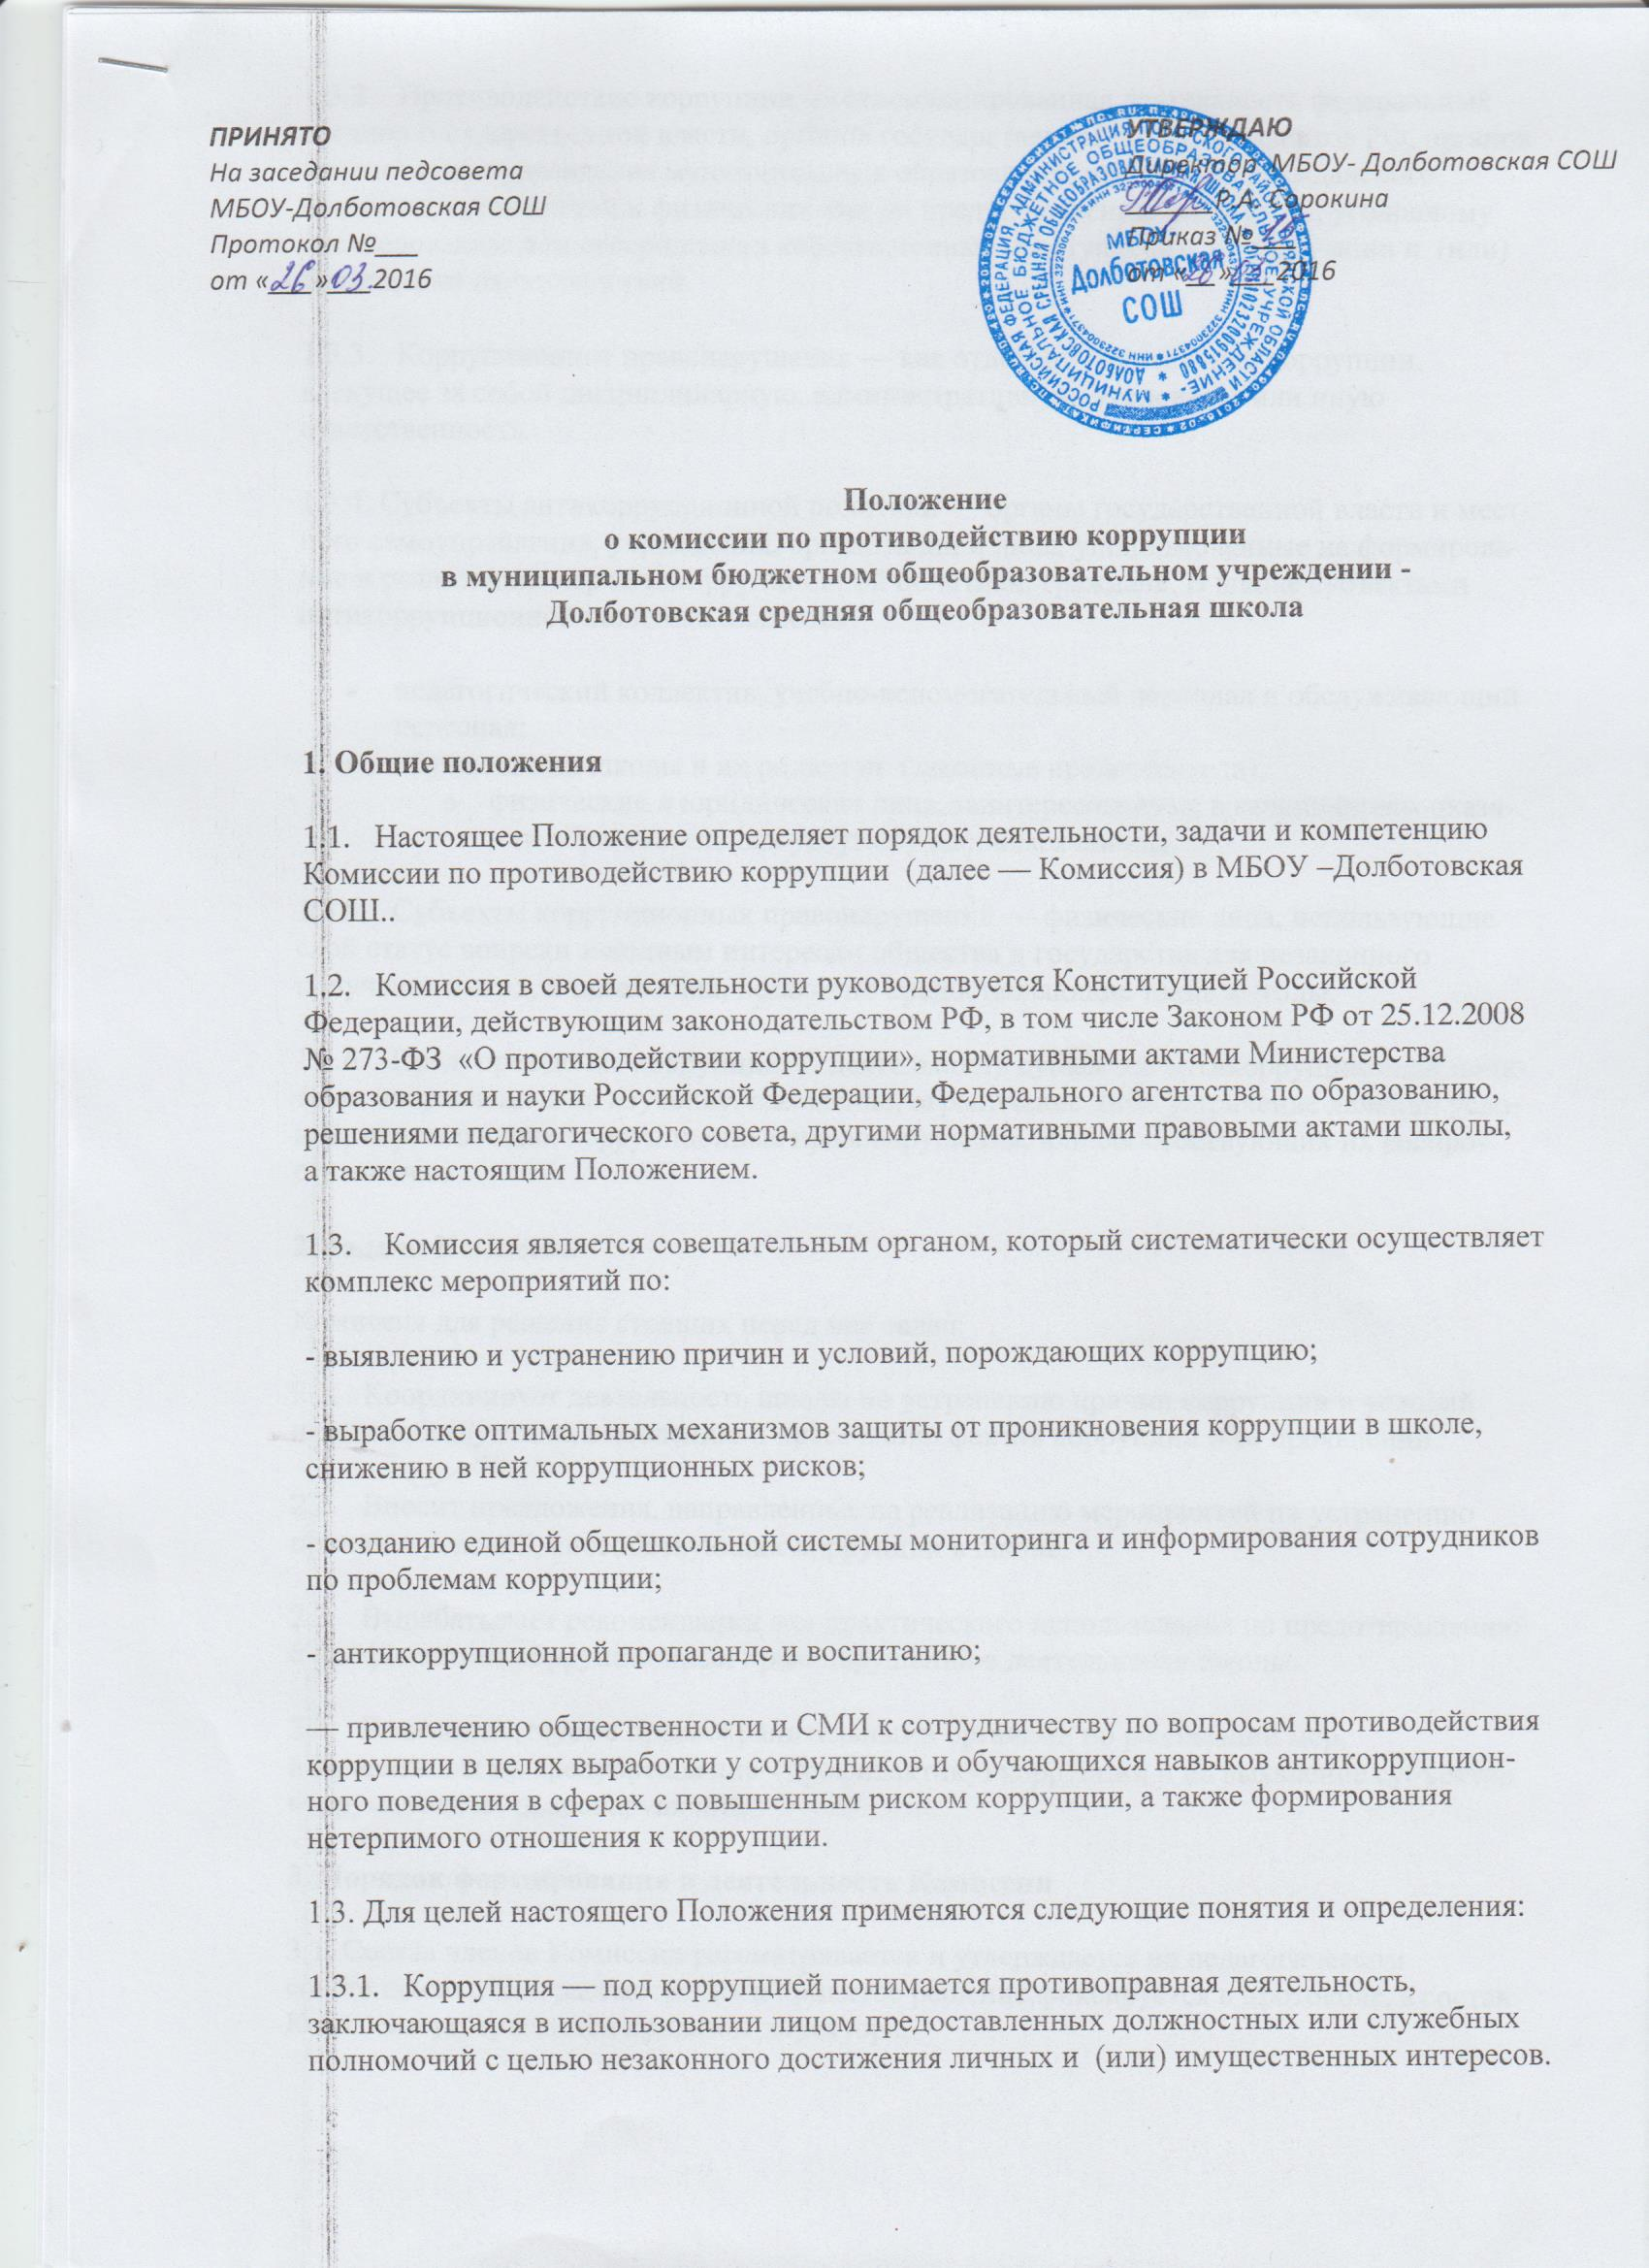 ПРИНЯТО
На заседании педсовета
МБОУ-Долботовская СОШ
Протокол №___
от «26»03.2016
УТВЕРЖДАЮ
Директор МБОУ- Долботовская СОШ
Р.А. Сорокина
Приказ №
от «26»03.2016
МБОУ-
Долботовская
СОШ
Положение
о комиссии по противодействию коррупции
в муниципальном бюджетном общеобразовательном учреждении -
Долботовская средняя общеобразовательная школа
1. Общие положения
1.1. Настоящее Положение определяет порядок деятельности, задачи и компетенцию
Комиссии по противодействию коррупции (далее — Комиссия) в МБОУ –Долботовская
СОШ..
1.2. Комиссия в своей деятельности руководствуется Конституцией Российской
Федерации, действующим законодательством РФ, в том числе Законом РФ от 25.12.2008
№ 273-ФЗ «О противодействии коррупции», нормативными актами Министерства
образования и науки Российской Федерации, Федерального агентства по образованию,
решениями педагогического совета, другими нормативными правовыми актами школы,
а также настоящим Положением.
1.3. Комиссия является совещательным органом, который систематически осуществляет
комплекс мероприятий по:
- выявлению и устранению причин и условий, порождающих коррупцию;
- выработке оптимальных механизмов защиты от проникновения коррупции в школе,
снижению в ней коррупционных рисков;
- созданию единой общешкольной системы мониторинга и информирования сотрудников
по проблемам коррупции;
- антикоррупционной пропаганде и воспитанию;
— привлечению общественности и СМИ к сотрудничеству по вопросам противодействия
коррупции в целях выработки у сотрудников и обучающихся навыков антикоррупцион-
ного поведения в сферах с повышенным риском коррупции, а также формирования
нетерпимого отношения к коррупции.
1.3. Для целей настоящего Положения применяются следующие понятия и определения:
1.3.1. Коррупция — под коррупцией понимается противоправная деятельность,
заключающаяся в использовании лицом предоставленных должностных или служебных
полномочий с целью незаконного достижения личных и (или) имущественных интересов.